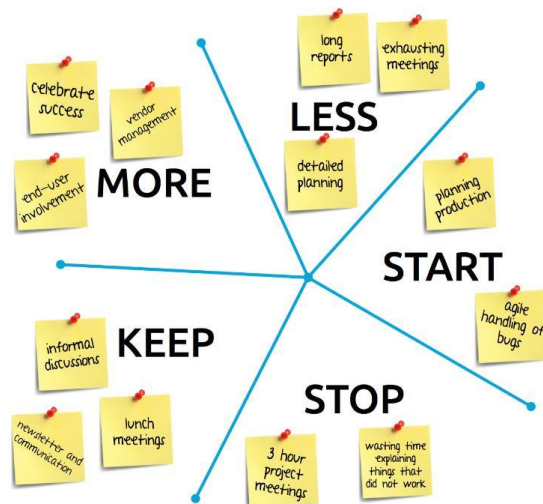 celebrate
success
vendor
management
end-user
involvement
MORE
long
reports
exhausting
meetings
LESS
detailed
planning
planning
production
START
agile
handling of
bugs
KEEP
informal
discussions
newsletter and
communication
lunch
meetings
STOP
3 hour
project
meetings
wasting time
explaining
things that
did not work